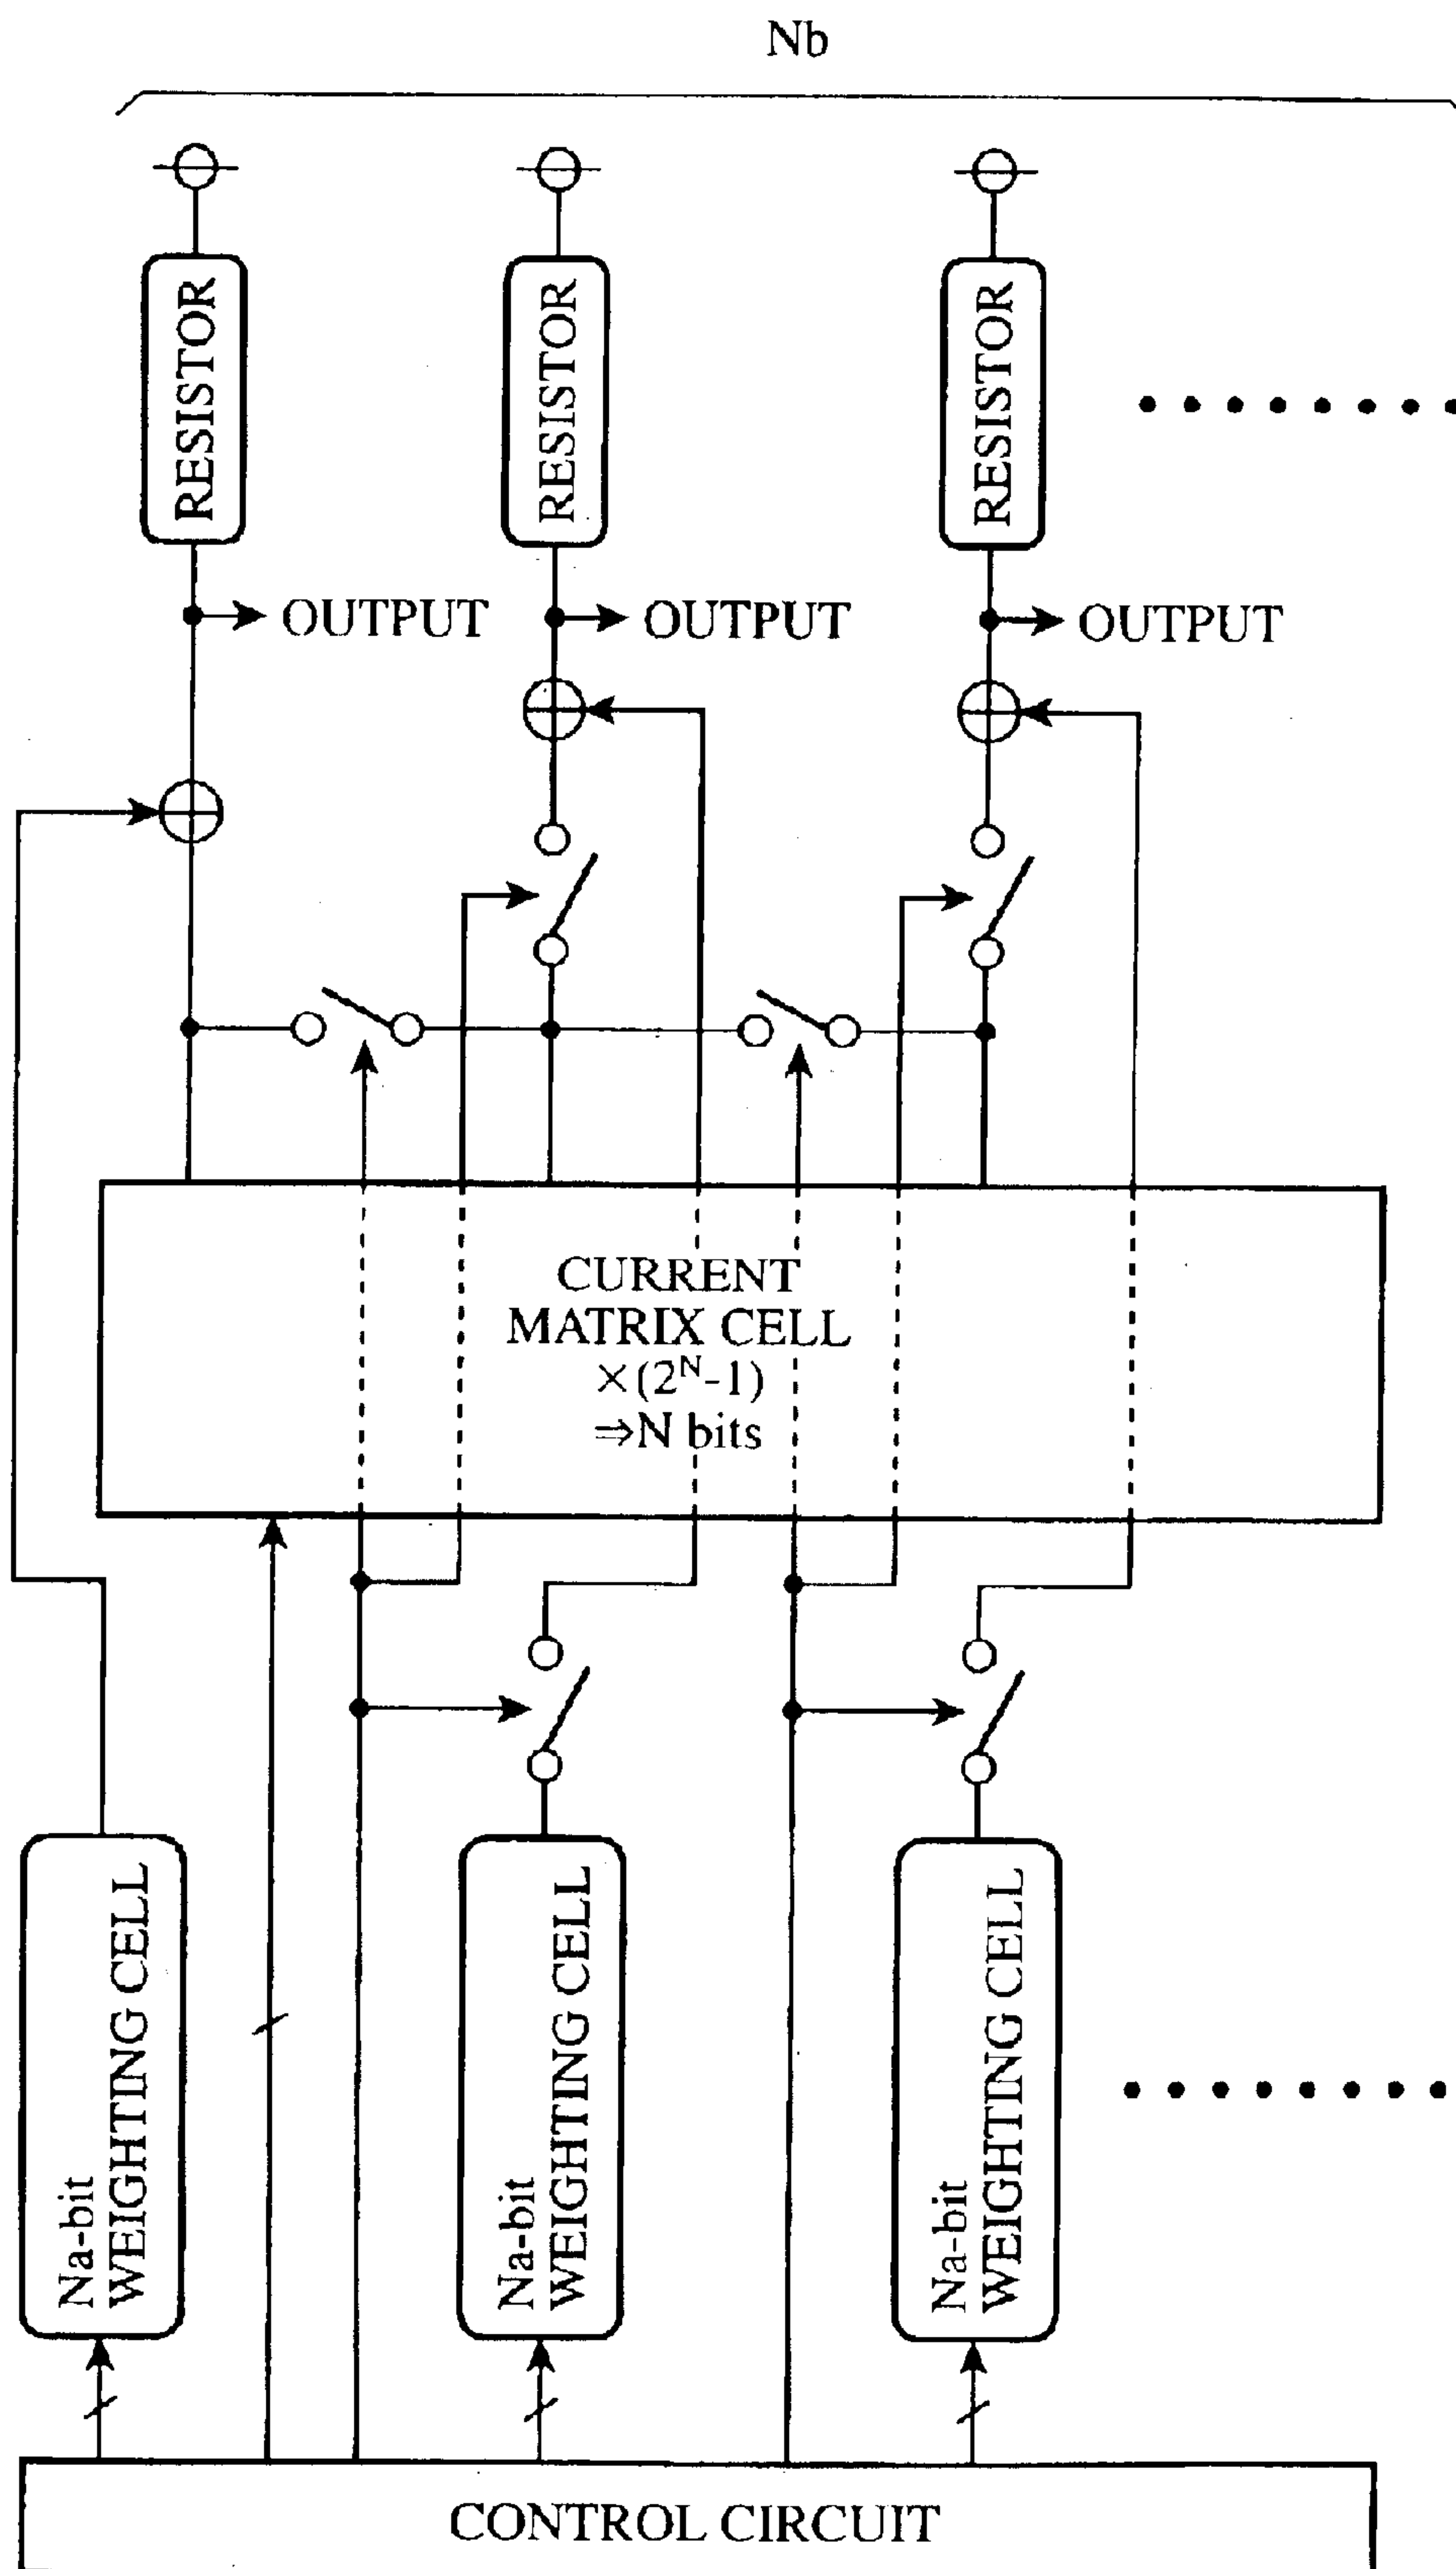 Nb
RESISTOR
RESISTOR
RESISTOR
OUTPUT
OUTPUT
OUTPUT
CURRENT
MATRIX CELL
×(2ᴺ-1)
⇒N bits
Na-bit
WEIGHTING CELL
Na-bit
WEIGHTING CELL
Na-bit
WEIGHTING CELL
CONTROL CIRCUIT